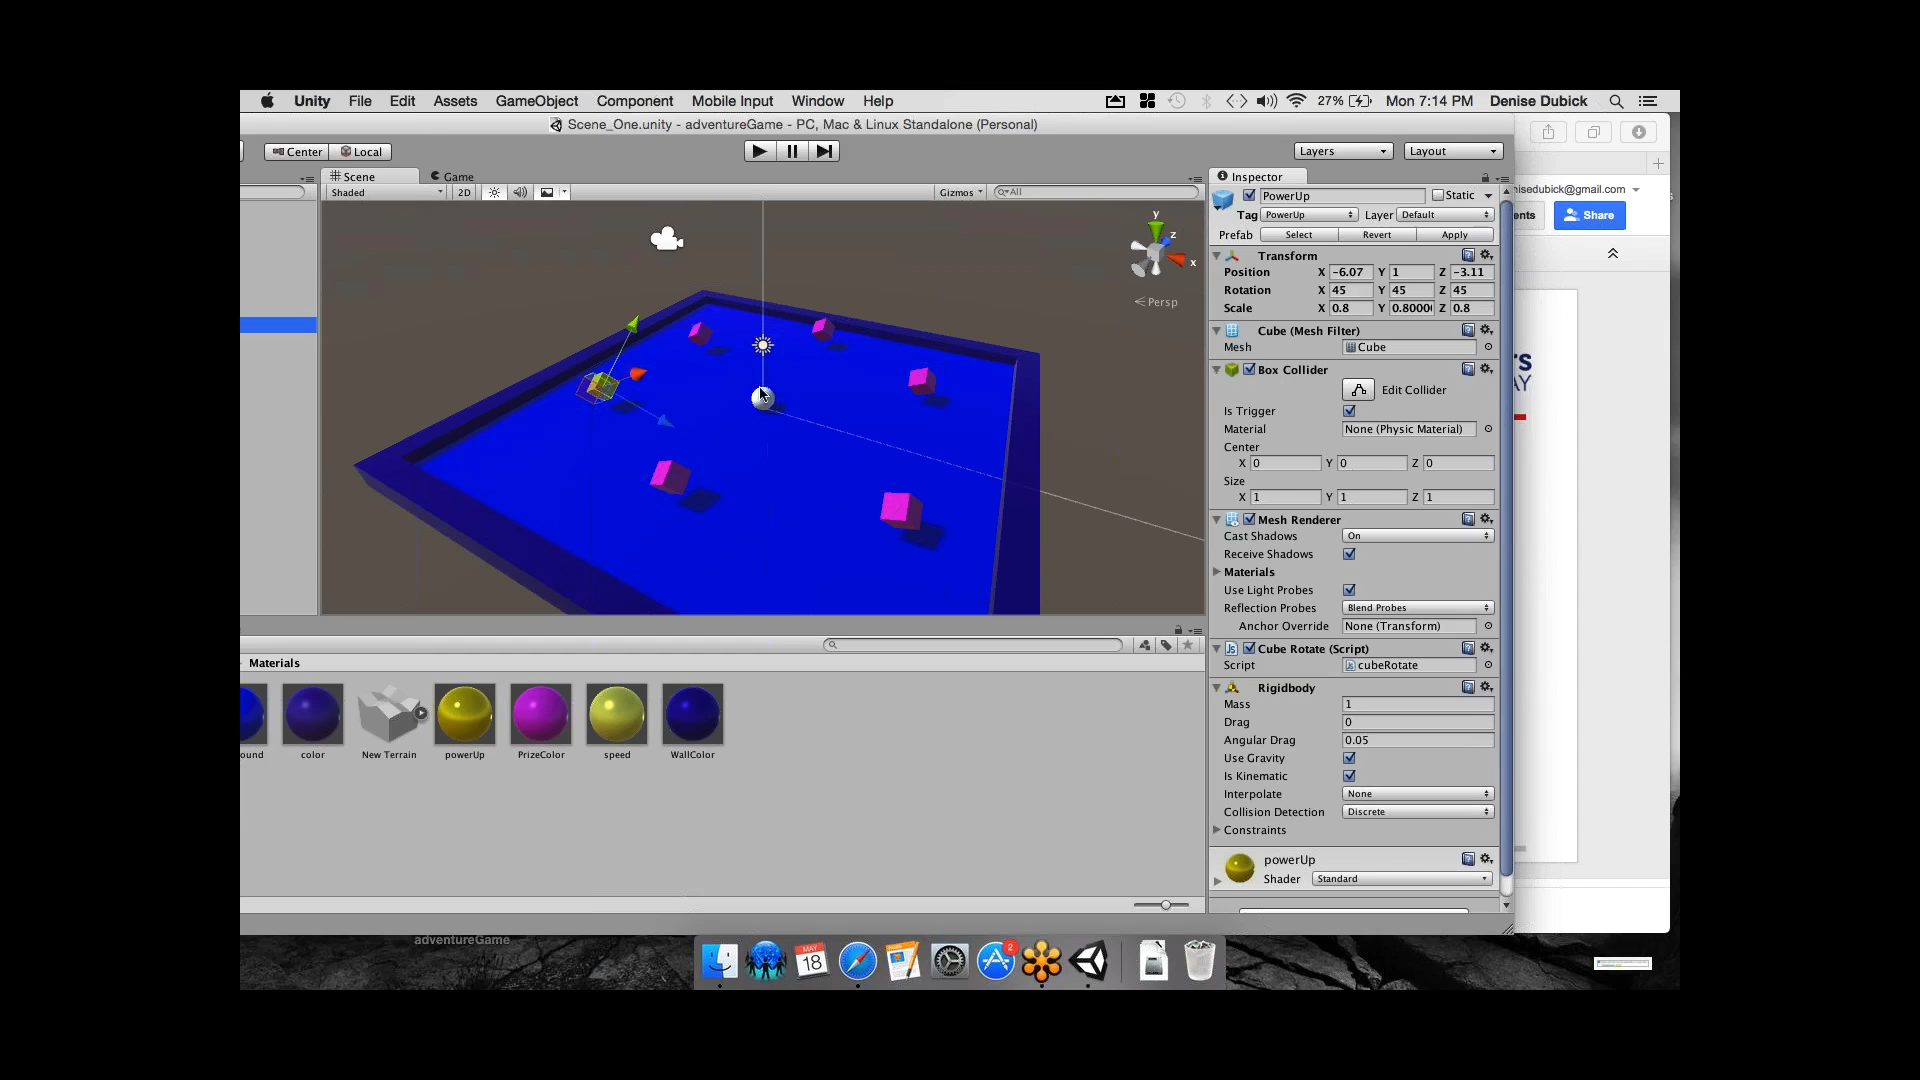 Unity File Edit Assets GameObject Component Mobile Input Window Help 27% Mon 7:14 PM Denise Dubick
Scene_One.unity - adventureGame - PC, Mac & Linux Standalone (Personal)
Center Local Layers Layout
Scene Game
Shaded 2D Gizmos All
Inspector
PowerUp Static
Tag PowerUp Layer Default
Prefab Select Revert Apply
Transform
Position X -6.07 Y 1 Z -3.11
Rotation X 45 Y 45 Z 45
Scale X 0.8 Y 0.8000 Z 0.8
Cube (Mesh Filter)
Mesh Cube
Box Collider
Edit Collider
Is Trigger
Material None (Physic Material)
Center
X 0 Y 0 Z 0
Size
X 1 Y 1 Z 1
Mesh Renderer
Cast Shadows On
Receive Shadows
Materials
Use Light Probes
Reflection Probes Blend Probes
Anchor Override None (Transform)
Cube Rotate (Script)
Script cubeRotate
Rigidbody
Mass 1
Drag 0
Angular Drag 0.05
Use Gravity
Is Kinematic
Interpolate None
Collision Detection Discrete
Constraints
powerUp
Shader Standard
y
z
x
Persp
Materials
ound color New Terrain powerUp PrizeColor speed WallColor
nisedubick@gmail.com
ents Share
TS
AY
adventureGame
MAY
18
2